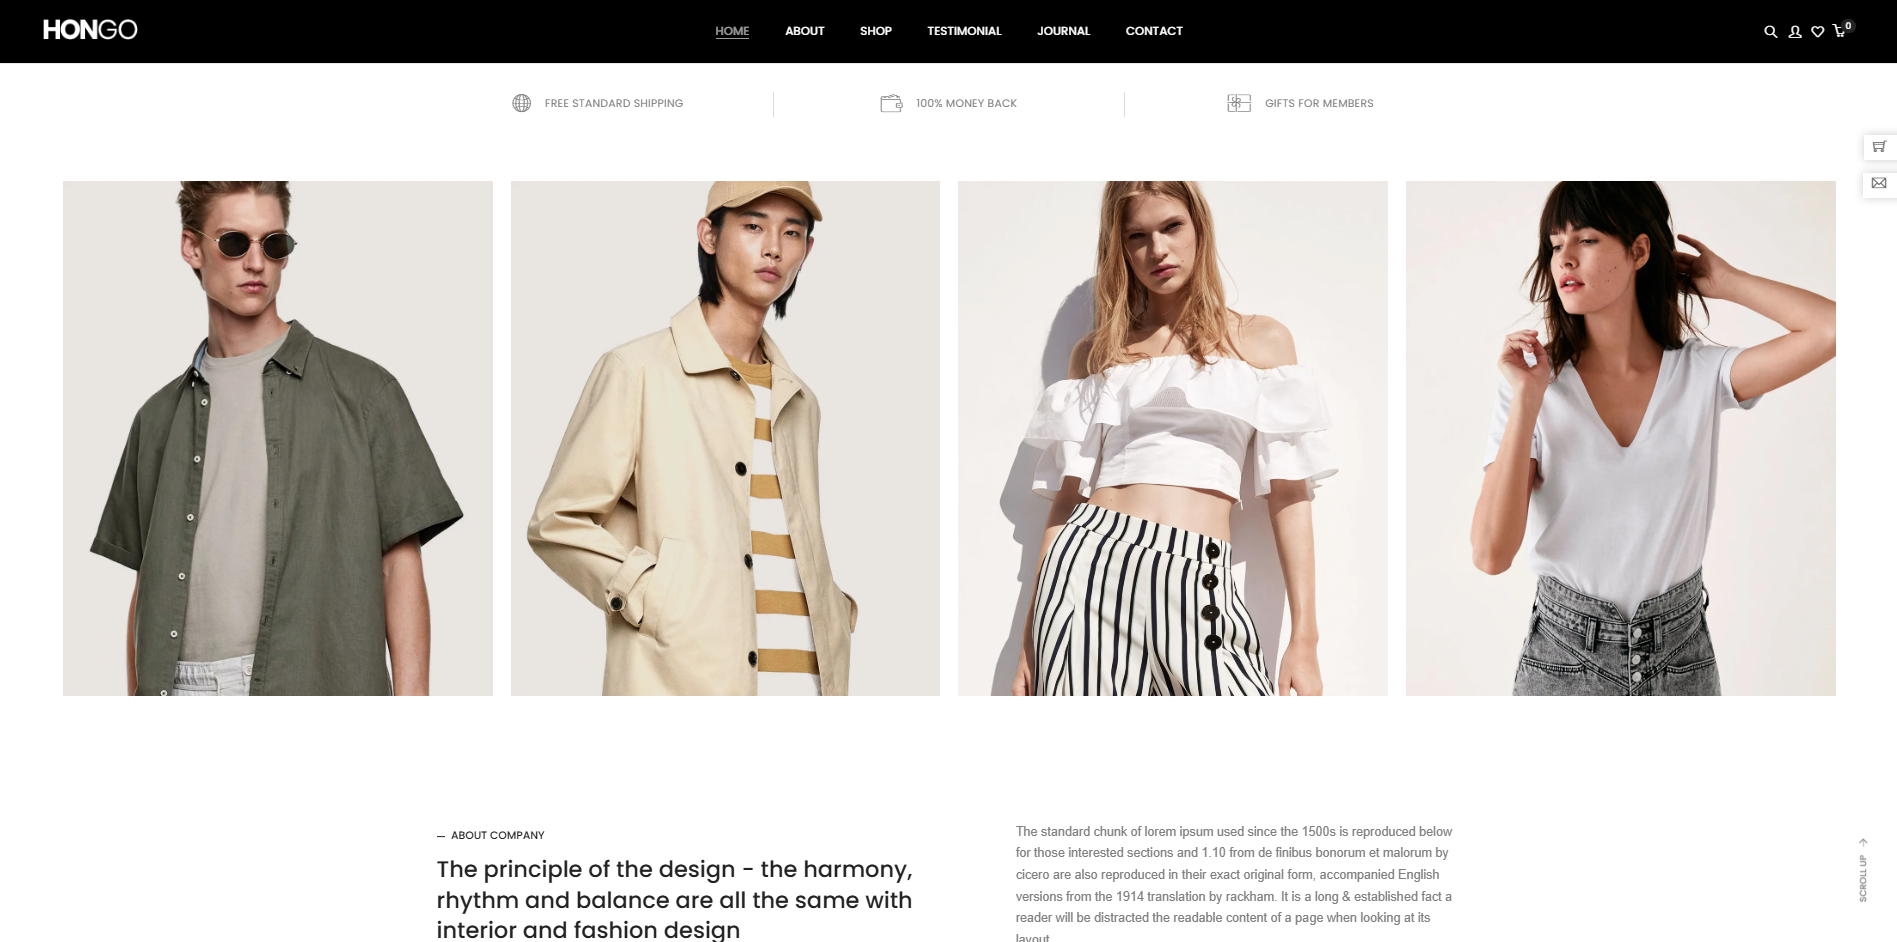 HONGO
HOME ABOUT SHOP TESTIMONIAL JOURNAL CONTACT
0
FREE STANDARD SHIPPING
100% MONEY BACK
GIFTS FOR MEMBERS
ABOUT COMPANY
The principle of the design - the harmony,
rhythm and balance are all the same with
interior and fashion design
The standard chunk of lorem ipsum used since the 1500s is reproduced below
for those interested sections and 1.10 from de finibus bonorum et malorum by
cicero are also reproduced in their exact original form, accompanied English
versions from the 1914 translation by rackham. It is a long & established fact a
reader will be distracted the readable content of a page when looking at its
layout
SCROLL UP